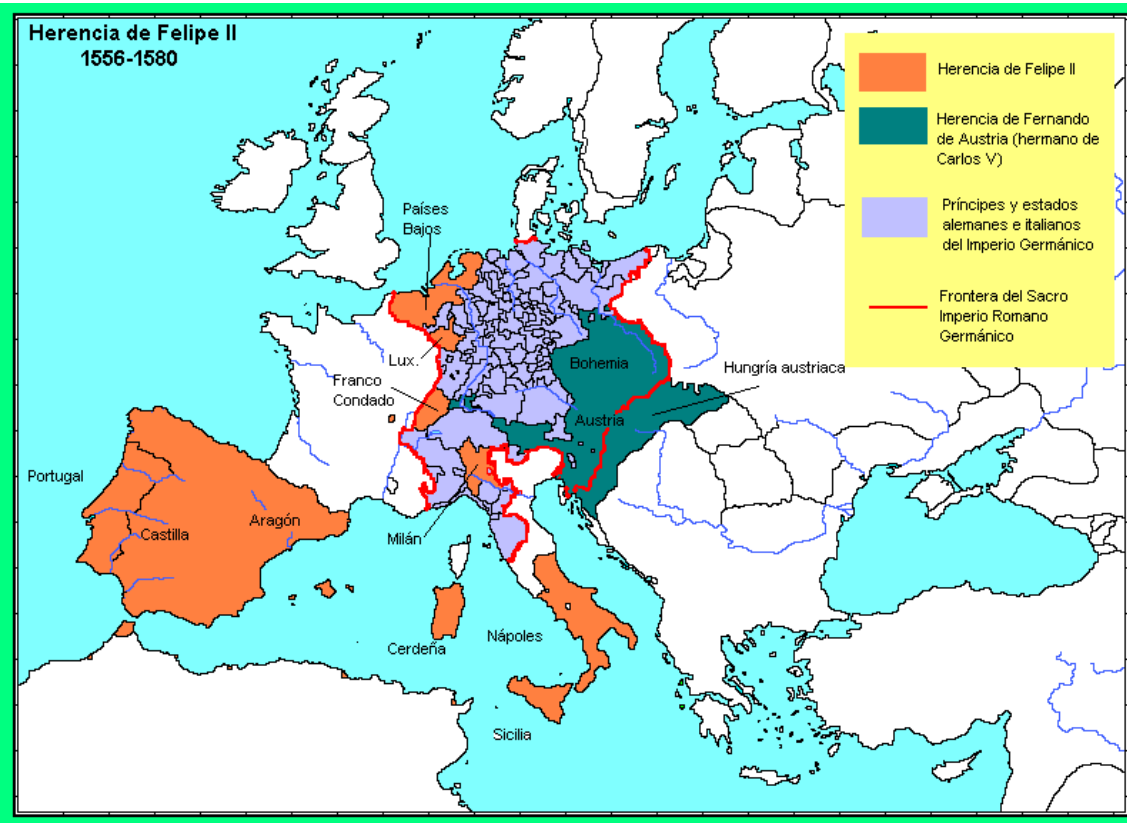 Herencia de Felipe II
1556-1580
Herencia de Felipe II
Herencia de Fernando
de Austria (hermano de
Carlos V)
Príncipes y estados
alemanes e italianos
del Imperio Germánico
Frontera del Sacro
Imperio Romano
Germánico
Países
Bajos
Lux.
Franco
Condado
Bohemia
Hungría austriaca
Austria
Portugal
Castilla
Aragón
Milán
Cerdeña
Nápoles
Sicilia